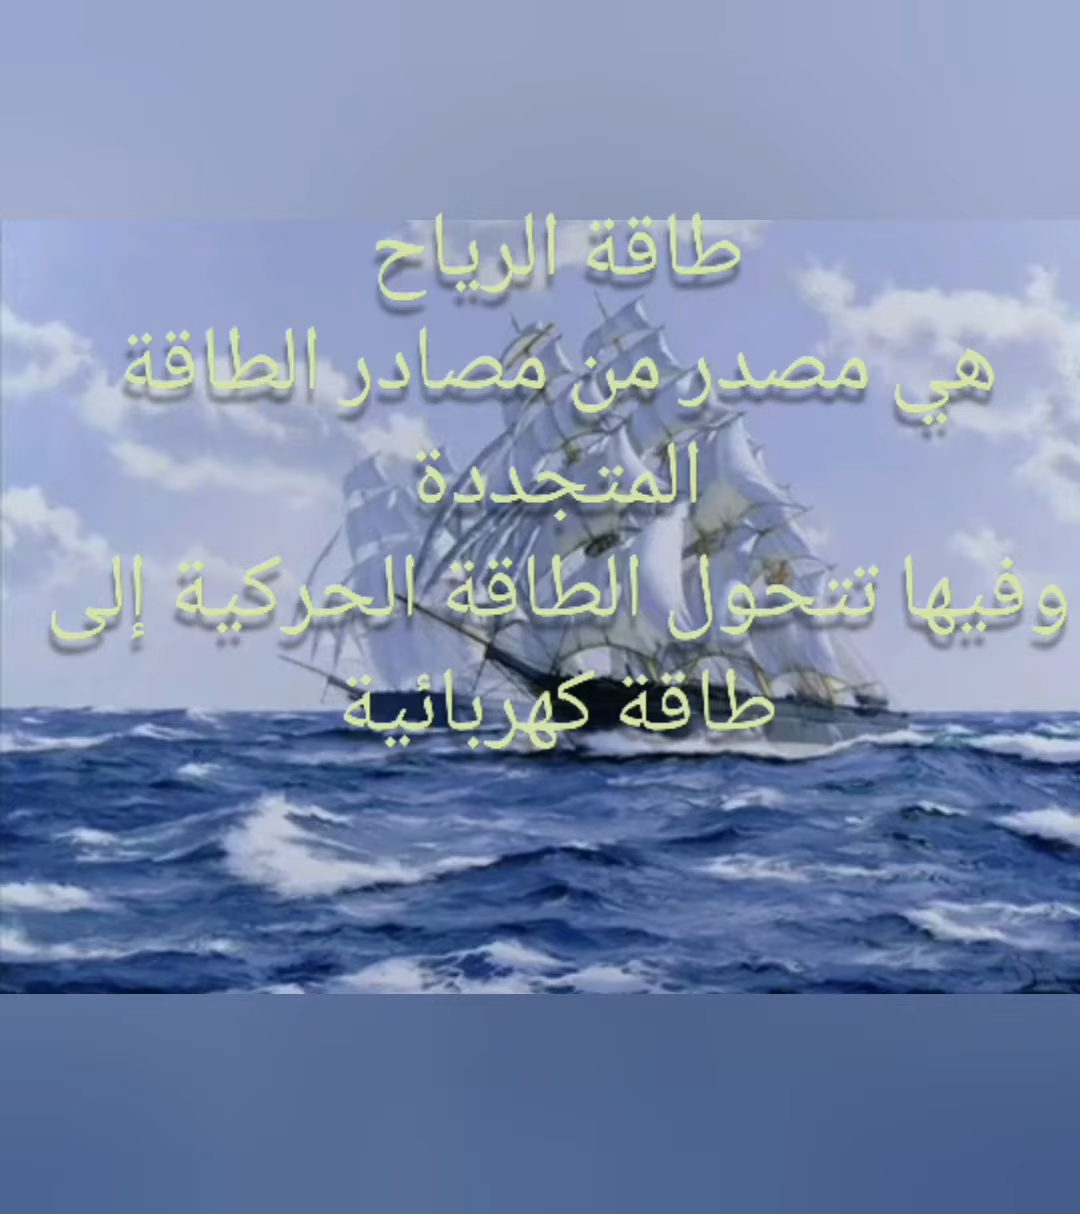 طاقة الرياح
هي مصدر من مصادر الطاقة
المتجددة
وفيها تتحول الطاقة الحركية إلى
طاقة كهربائية